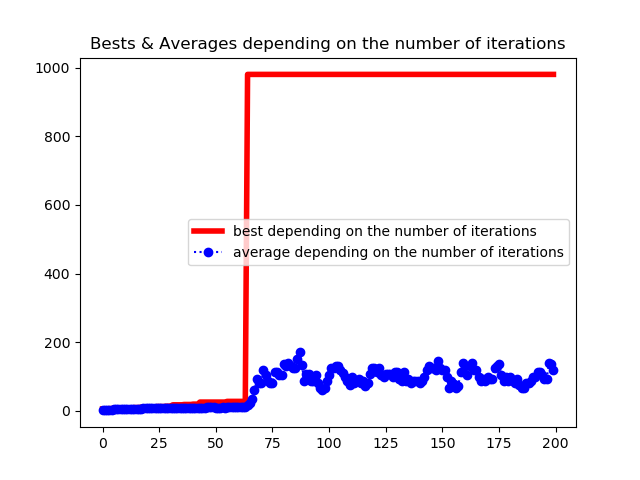 Bests & Averages depending on the number of iterations
1000
800
600
400
200
0
best depending on the number of iterations
average depending on the number of iterations
0 25 50 75 100 125 150 175 200